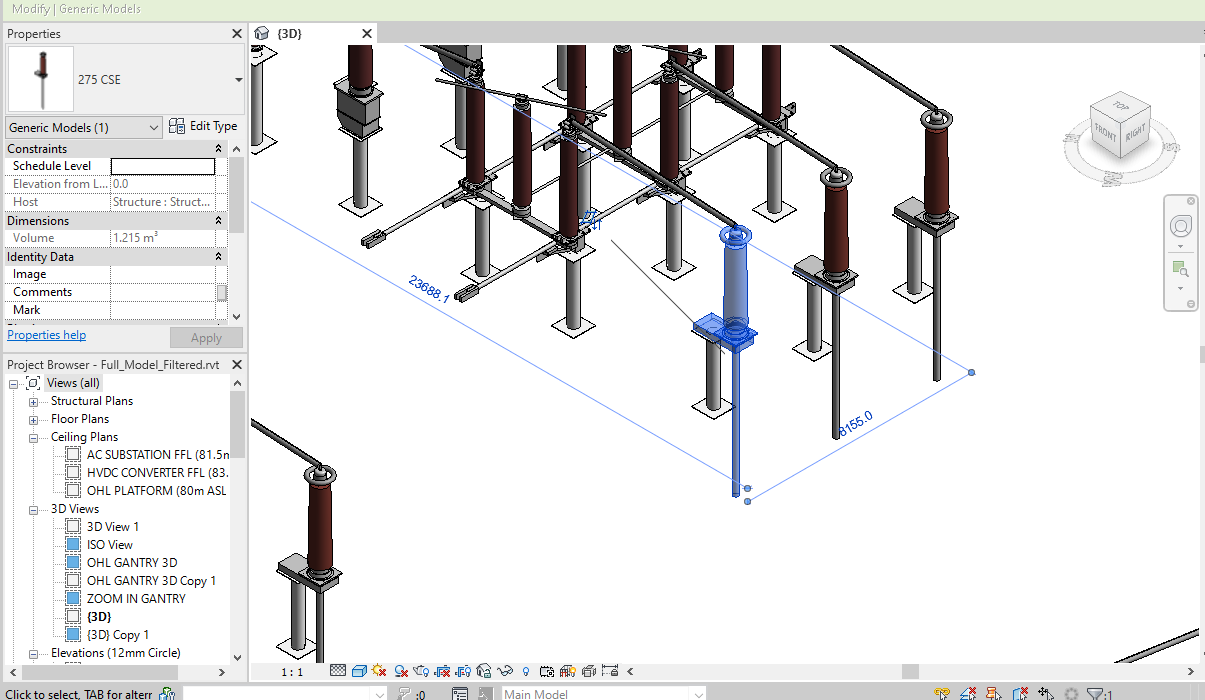 Modify | Generic Models
Properties
{3D}
275 CSE
Generic Models (1)
Edit Type
Constraints
Schedule Level
Elevation from L... 0.0
Host Structure : Struct...
Dimensions
Volume 1.215 m³
Identity Data
Image
Comments
Mark
Properties help
Apply
Project Browser - Full_Model_Filtered.rvt
Views (all)
Structural Plans
Floor Plans
Ceiling Plans
AC SUBSTATION FFL (81.5m
HVDC CONVERTER FFL (83.
OHL PLATFORM (80m ASL
3D Views
3D View 1
ISO View
OHL GANTRY 3D
OHL GANTRY 3D Copy 1
ZOOM IN GANTRY
{3D}
{3D} Copy 1
Elevations (12mm Circle)
23688.1
8155.0
TOP
FRONT
RIGHT
1 : 1
Click to select, TAB for altern
:0
Main Model
:1